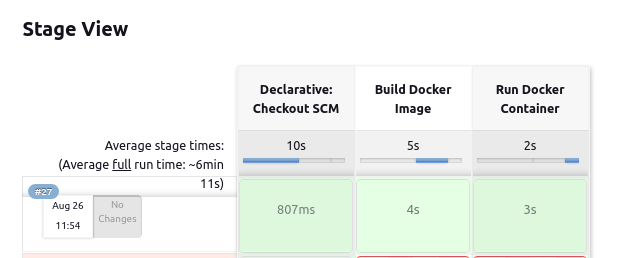 Stage View
Declarative:
Checkout SCM
Build Docker
Image
Run Docker
Container
Average stage times:
(Average full run time: ~6min
11s)
10s
5s
2s
#27
Aug 26
11:54
No
Changes
807ms
4s
3s